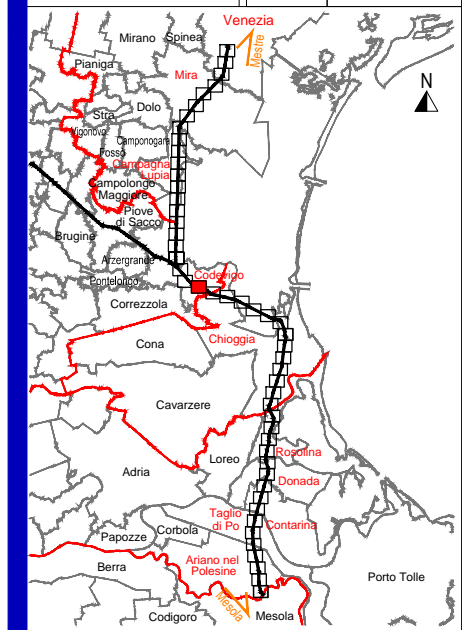 Venezia
Mirano
Spinea
Mestre
Pianiga
Mira
Dolo
Stra
Vigonovo
Camponogare
Fossò
Campagna
Lupia
Campolongo
Maggiore
Piove
di Sacco
Brugine
Arzergrande
Codevigo
Pontelongo
Correzzola
Chioggia
Cona
Cavarzere
Rosolina
Loreo
Adria
Donada
Taglio
di Po
Contarina
Corbola
Papozze
Ariano nel
Polesine
Berra
Porto Tolle
Mesola
Mesola
Codigoro
N